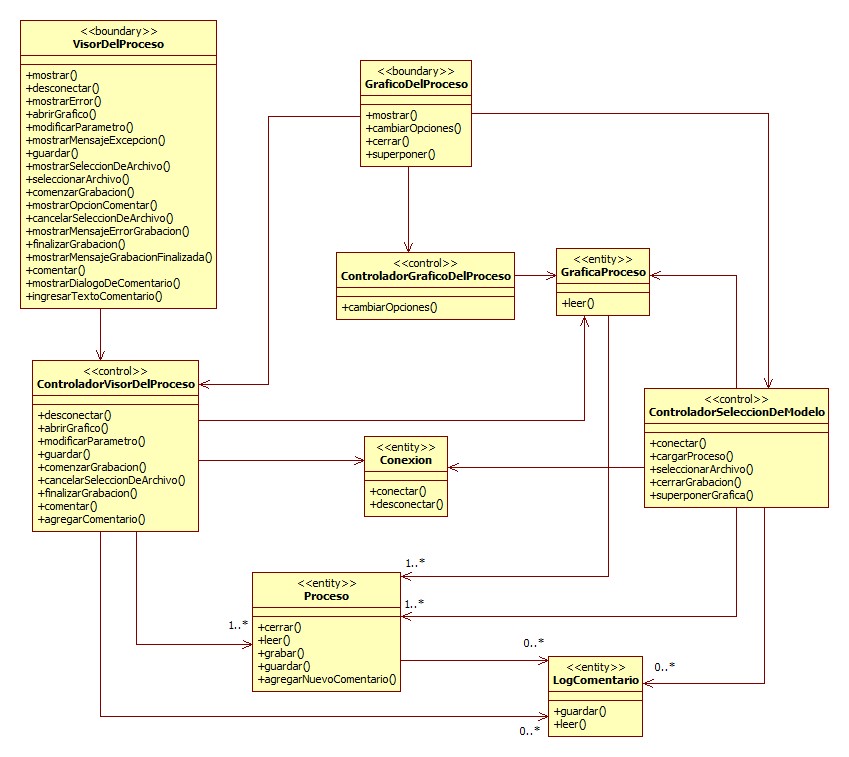 <<boundary>>
VisorDelProceso
+mostrar()
+desconectar()
+mostrarError()
+abrirGrafico()
+modificarParametro()
+mostrarMensajeExcepcion()
+guardar()
+mostrarSeleccionDeArchivo()
+seleccionarArchivo()
+comenzarGrabacion()
+mostrarOpcionComentar()
+cancelarSeleccionDeArchivo()
+mostrarMensajeErrorGrabacion()
+finalizarGrabacion()
+mostrarMensajeGrabacionFinalizada()
+comentar()
+mostrarDialogoDeComentario()
+ingresarTextoComentario()
<<boundary>>
GraficoDelProceso
+mostrar()
+cambiarOpciones()
+cerrar()
+superponer()
<<control>>
ControladorGraficoDelProceso
+cambiarOpciones()
<<entity>>
GraficaProceso
+leer()
<<control>>
ControladorVisorDelProceso
+desconectar()
+abrirGrafico()
+modificarParametro()
+guardar()
+comenzarGrabacion()
+cancelarSeleccionDeArchivo()
+finalizarGrabacion()
+comentar()
+agregarComentario()
<<entity>>
Conexion
+conectar()
+desconectar()
<<control>>
ControladorSeleccionDeModelo
+conectar()
+cargarProceso()
+seleccionarArchivo()
+cerrarGrabacion()
+superponerGrafica()
1..*
1..*
1..*
<<entity>>
Proceso
+cerrar()
+leer()
+grabar()
+guardar()
+agregarNuevoComentario()
0..*
0..*
0..*
<<entity>>
LogComentario
+guardar()
+leer()